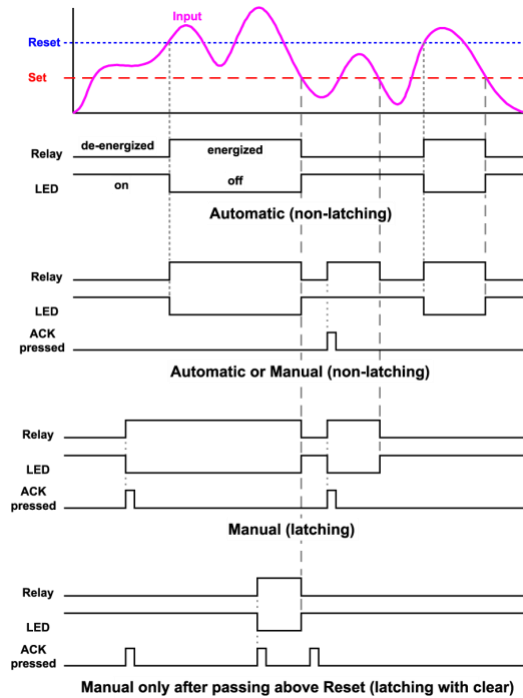 Input
Reset
Set
de-energized energized
Relay
LED
on off
Automatic (non-latching)
Relay
LED
ACK
pressed
Automatic or Manual (non-latching)
Relay
LED
ACK
pressed
Manual (latching)
Relay
LED
ACK
pressed
Manual only after passing above Reset (latching with clear)